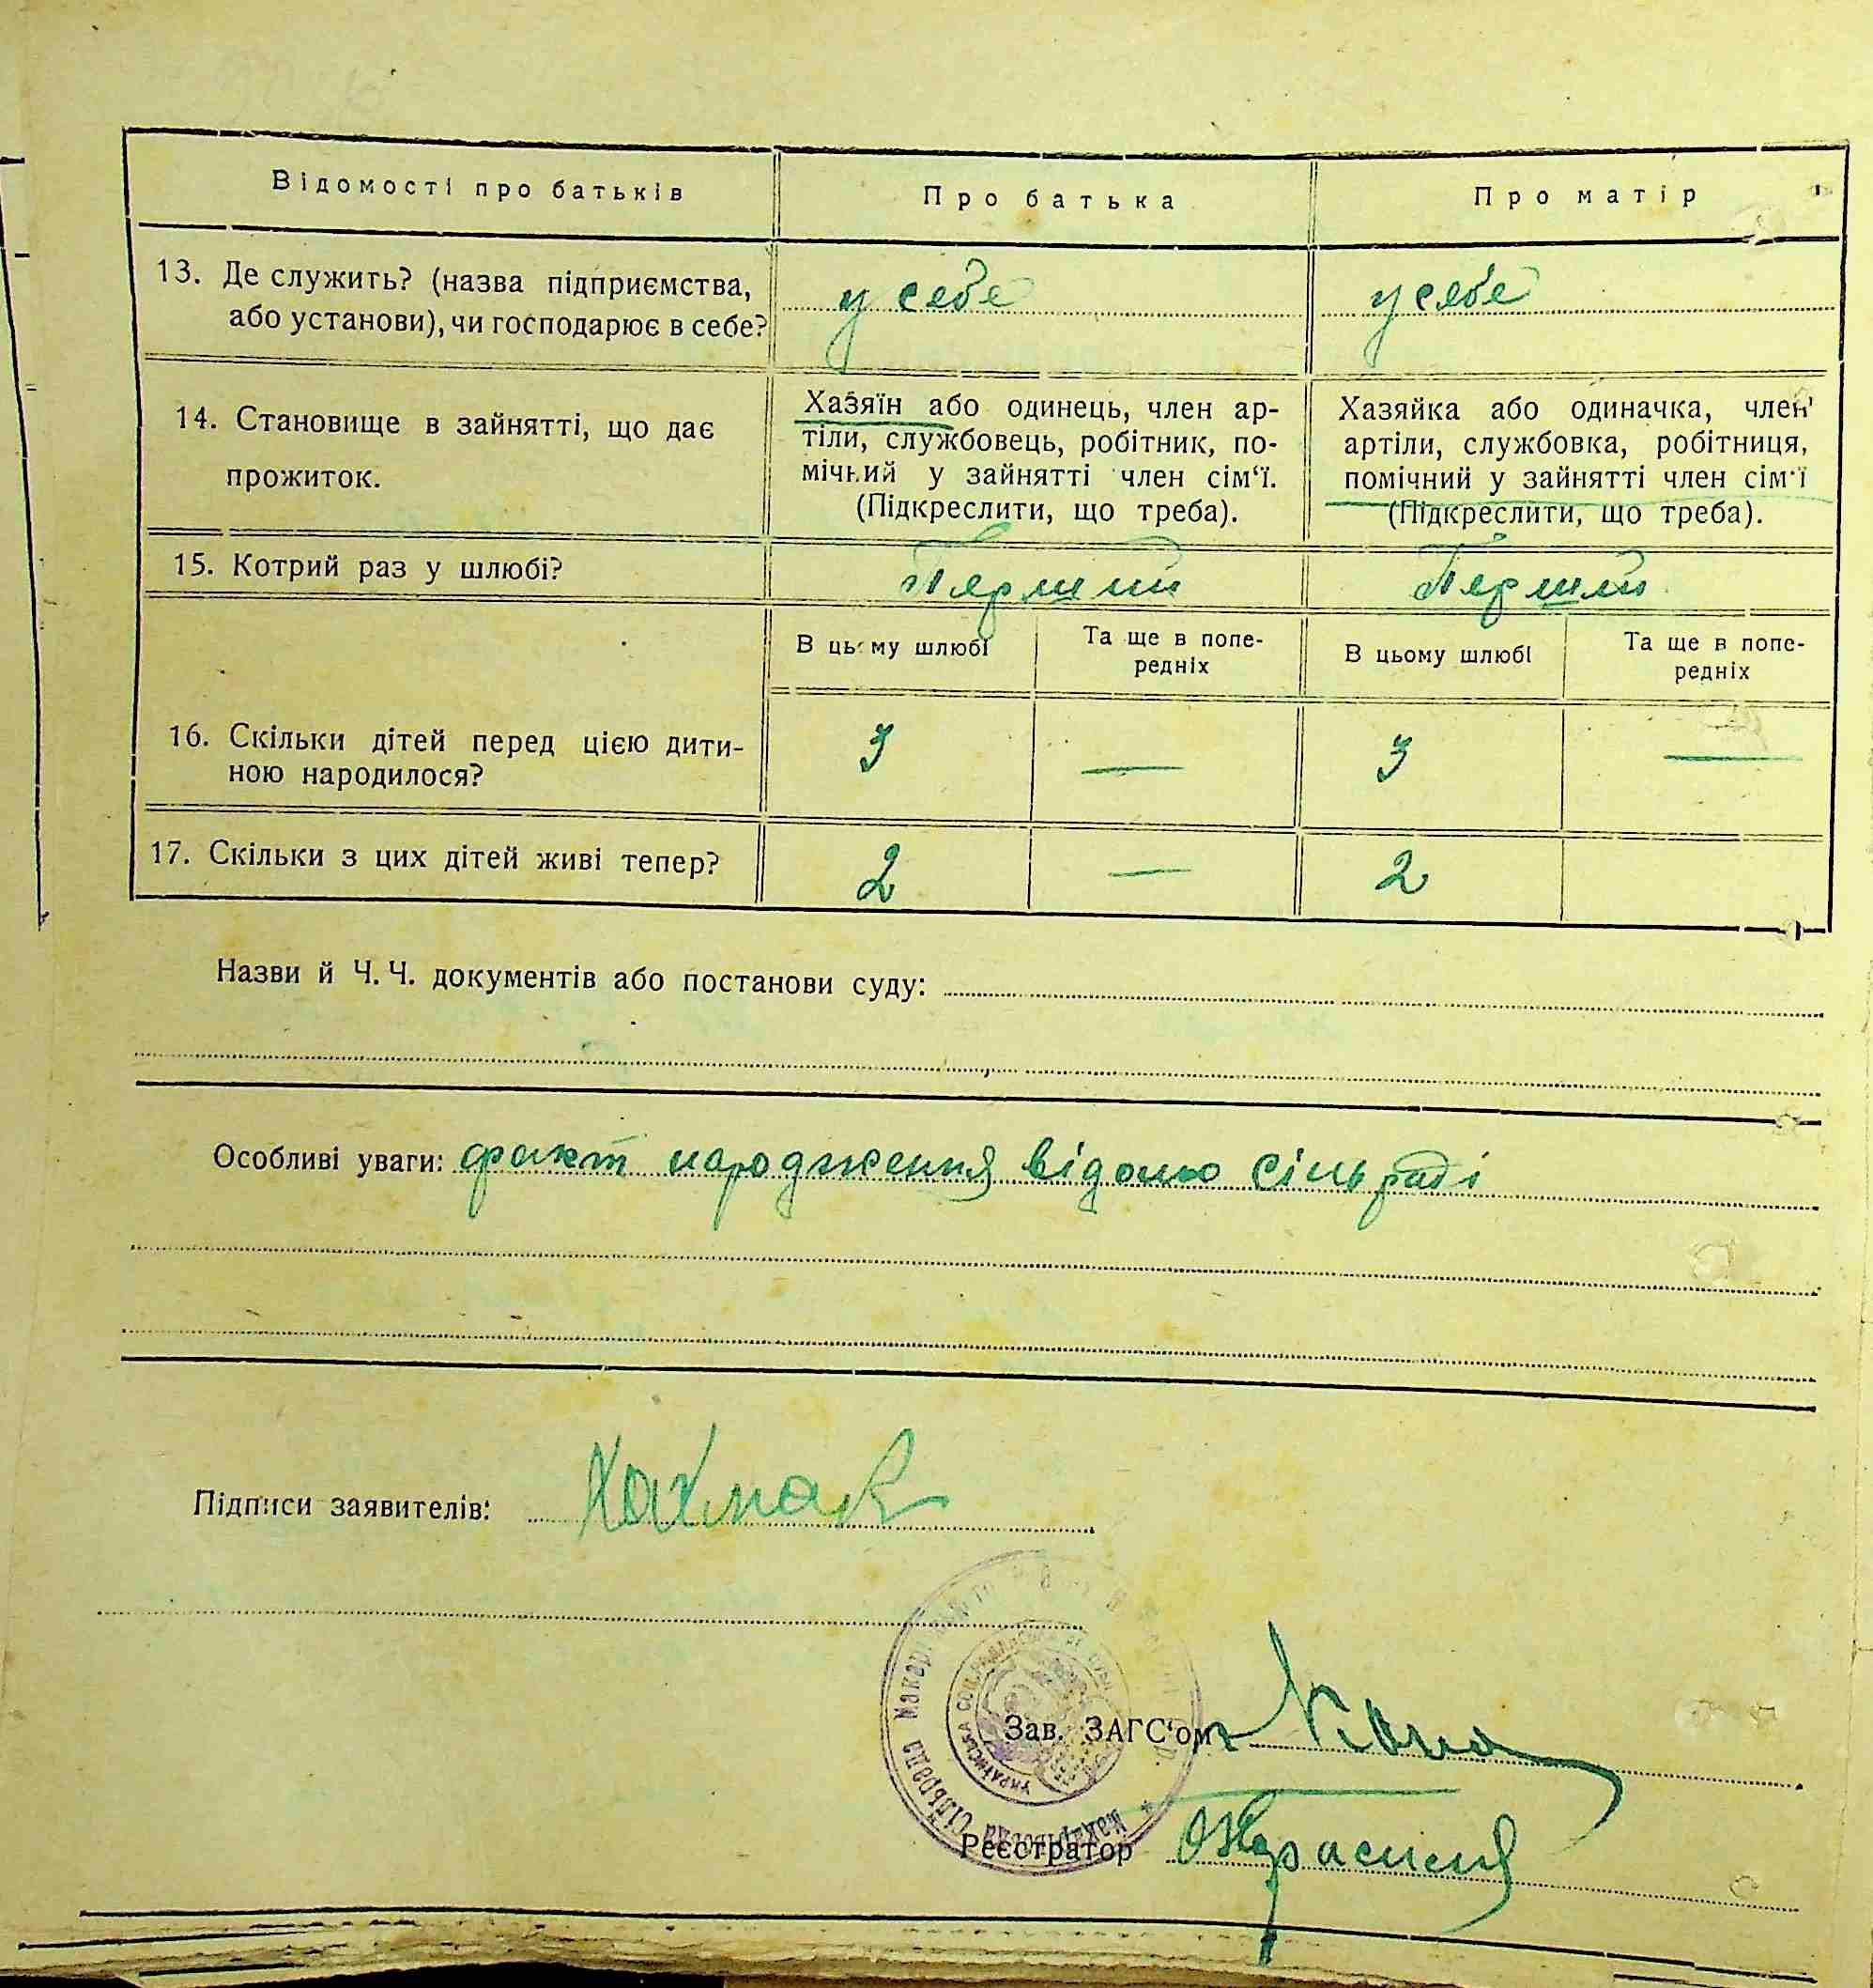 Відомості про батьків
Про батька
Про матір
13. Де служить? (назва підприємства,
або установи), чи господарює в себе?
у себе
у себе
14. Становище в зайнятті, що дає
прожиток.
Хазяїн або одинець, член ар-
тіли, службовець, робітник, по-
мічний у зайнятті член сім‘ї.
(Підкреслити, що треба).
Хазяйка або одиначка, член
артіли, службовка, робітниця,
помічний у зайнятті член сім‘ї
(Підкреслити, що треба).
15. Котрий раз у шлюбі?
Перший
Перший
В цьому шлюбі
Та ще в попе-
редніх
В цьому шлюбі
Та ще в попе-
редніх
16. Скільки дітей перед цією дити-
ною народилося?
3
—
3
—
17. Скільки з цих дітей живі тепер?
2
—
2
Назви й Ч. Ч. документів або постанови суду:
Особливі уваги: факт народження відомо сільраді
Підписи заявителів:
Зав. ЗАГС‘ом
Реєстратор
Сільрада Макарівського